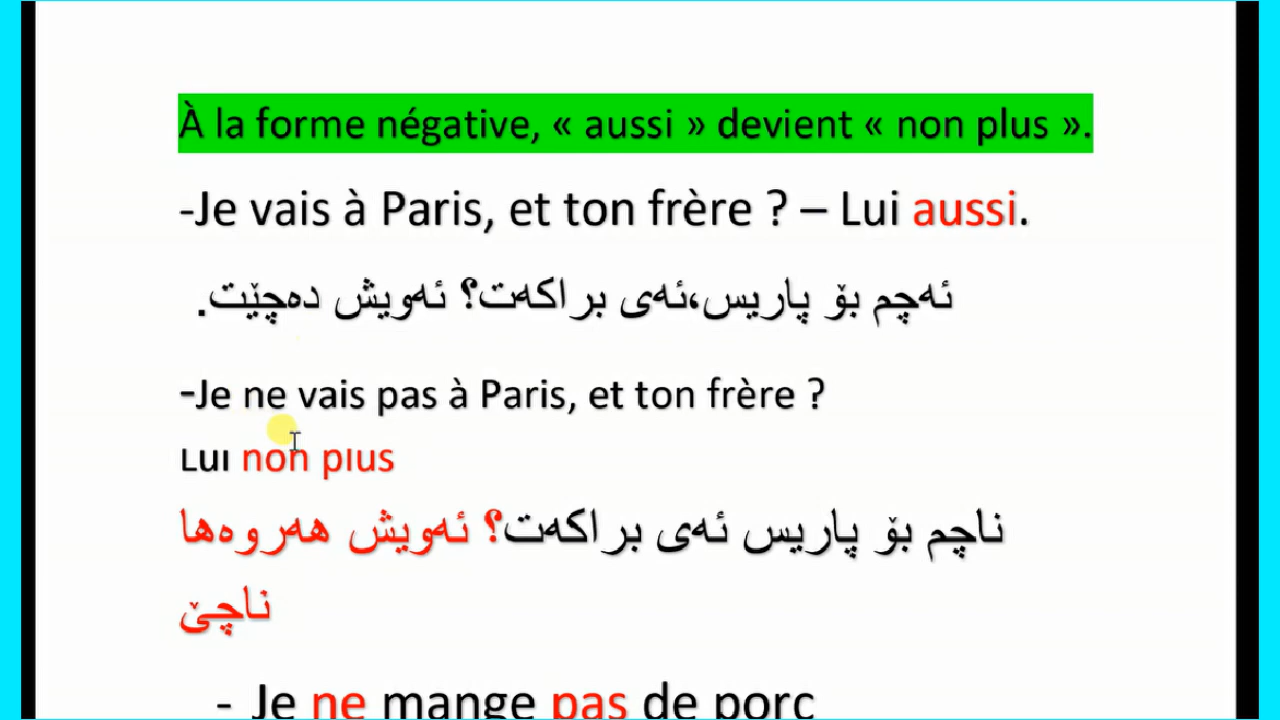 À la forme négative, « aussi » devient « non plus ».
-Je vais à Paris, et ton frère ? – Lui aussi.
ئەچم بۆ پاریس،ئەی براکەت؟ ئەویش دەچێت.
-Je ne vais pas à Paris, et ton frère ?
Lui non plus
ناچم بۆ پاریس ئەی براکەت؟ ئەویش هەروەها
ناچێ
- Je ne mange pas de porc